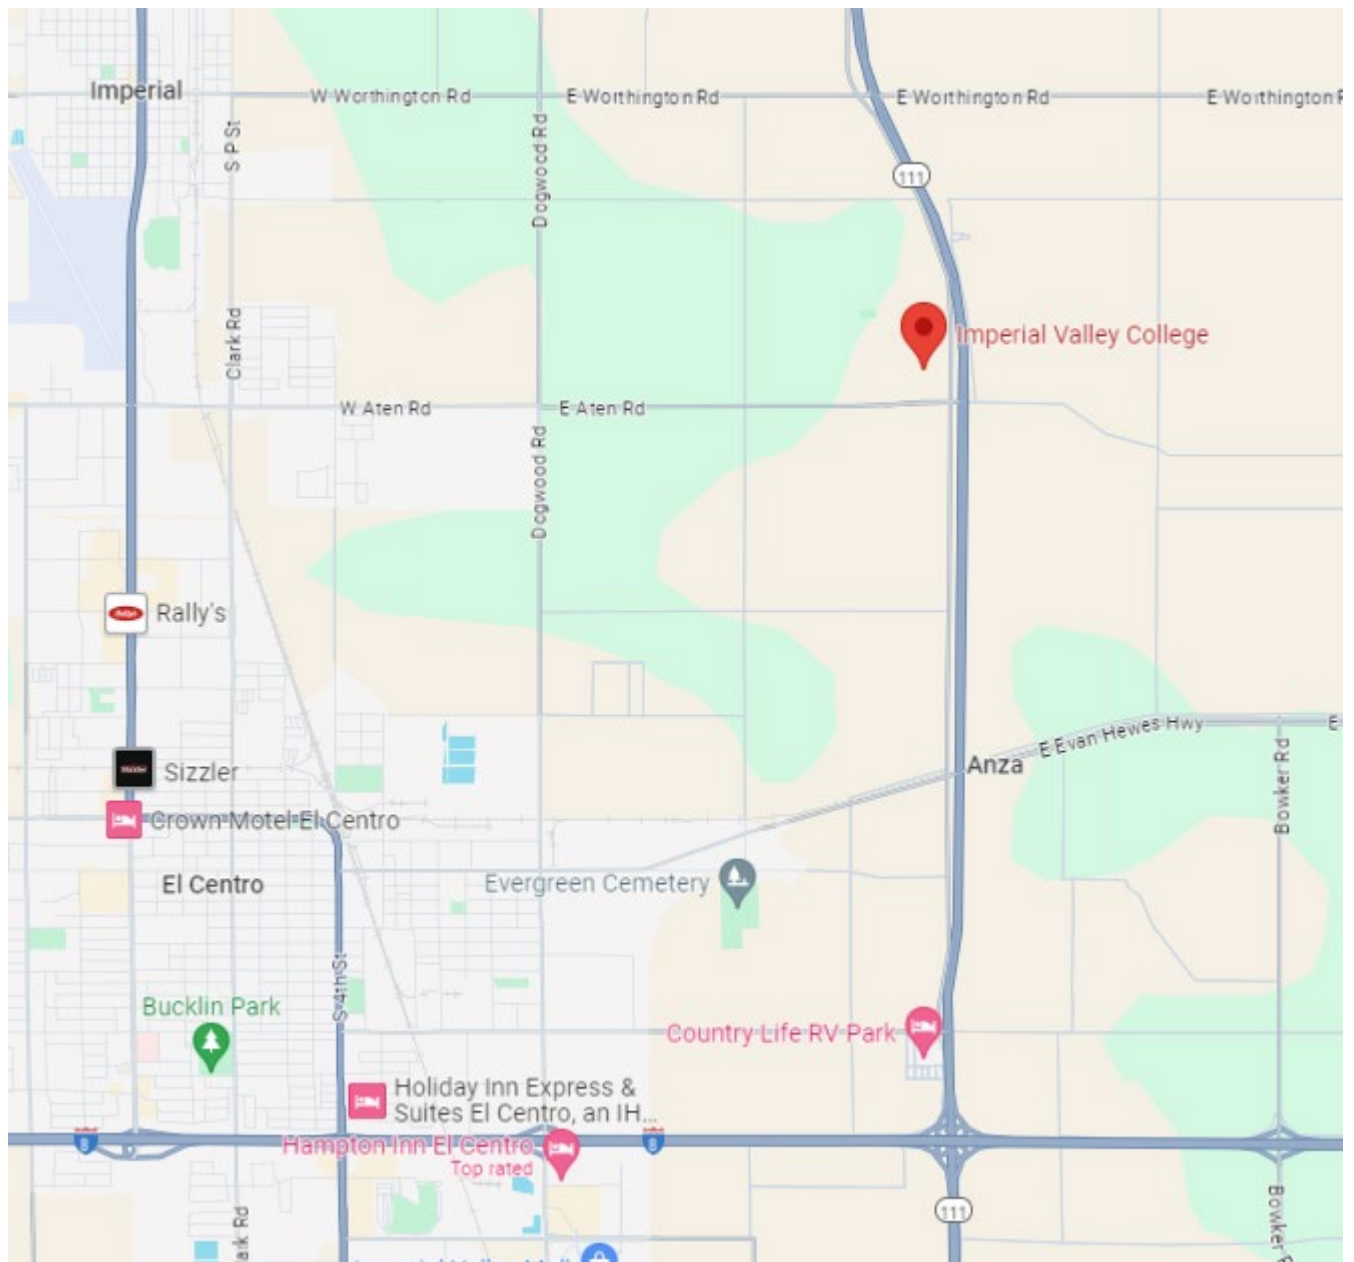 Imperial
W Worthington Rd
E Worthington Rd
E Worthington Rd
E Worthington R
S P St
Dogwood Rd
111
Clark Rd
Imperial Valley College
W Aten Rd
E Aten Rd
Dogwood Rd
Rally's
E Evan Hewes Hwy
E
Anza
Bowker Rd
Sizzler
Crown Motel El Centro
El Centro
Evergreen Cemetery
S 4th St
Bucklin Park
Country Life RV Park
Holiday Inn Express &
Suites El Centro, an IH...
8
Hampton Inn El Centro
Top rated
8
111
Bowker R
ark Rd